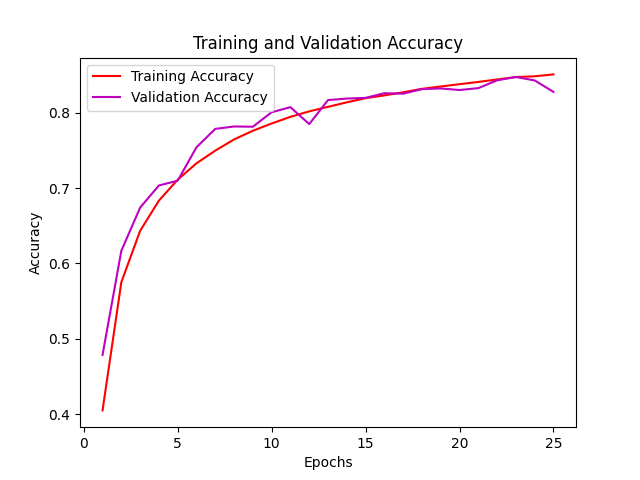 Training and Validation Accuracy
Training Accuracy
Validation Accuracy
Accuracy
0.8
0.7
0.6
0.5
0.4
0 5 10 15 20 25
Epochs